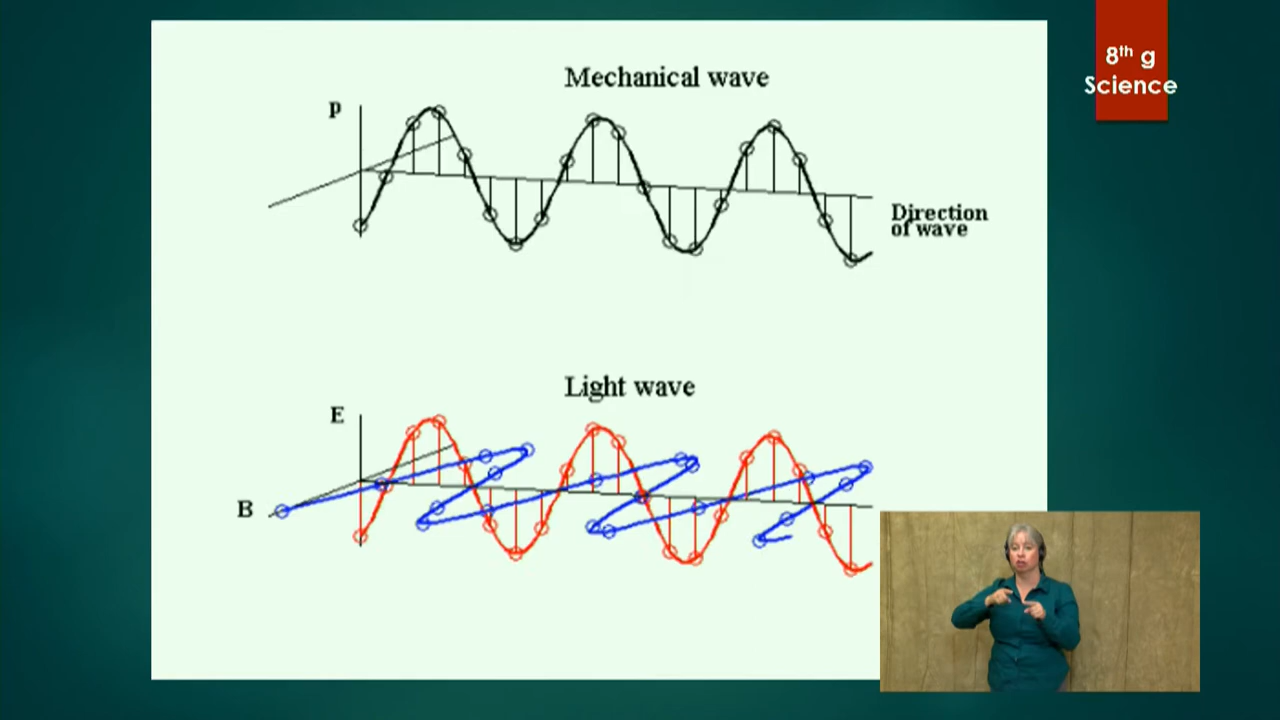 8th g
Science
Mechanical wave
P
Direction
of wave
Light wave
E
B